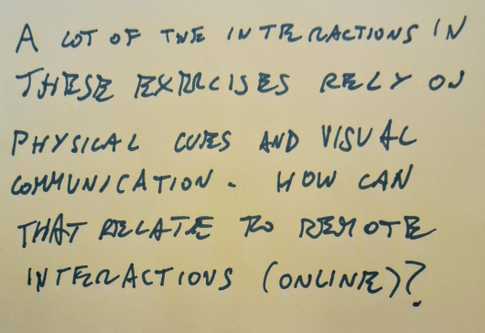 A LOT OF THE INTERACTIONS IN
THESE EXERCISES RELY ON
PHYSICAL CUES AND VISUAL
COMMUNICATION. HOW CAN
THAT RELATE TO REMOTE
INTERACTIONS (ONLINE)?